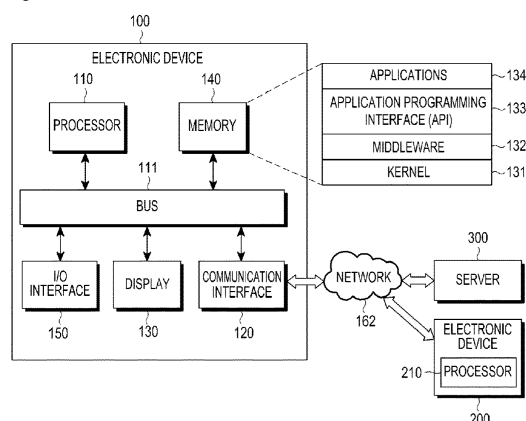 100
ELECTRONIC DEVICE
110
PROCESSOR
140
MEMORY
111
BUS
I/O
INTERFACE
150
DISPLAY
130
COMMUNICATION
INTERFACE
120
APPLICATIONS
134
APPLICATION PROGRAMMING
INTERFACE (API)
133
MIDDLEWARE
132
KERNEL
131
NETWORK
162
300
SERVER
ELECTRONIC
DEVICE
210
PROCESSOR
200